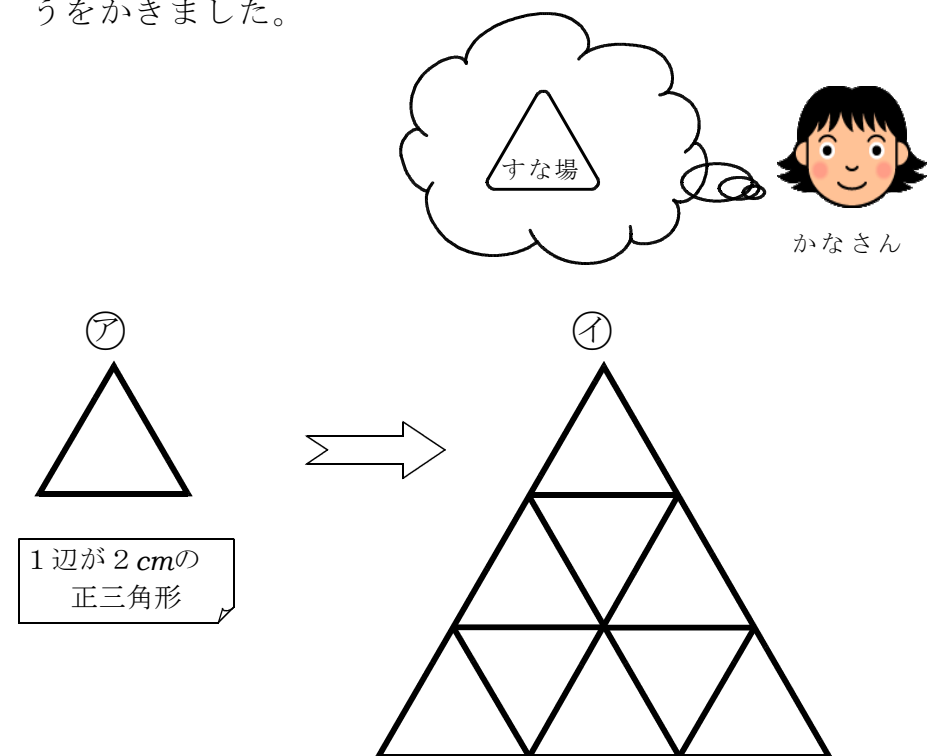 うをかきました。
すな場
かなさん
㋐
㋑
1辺が2cmの
正三角形